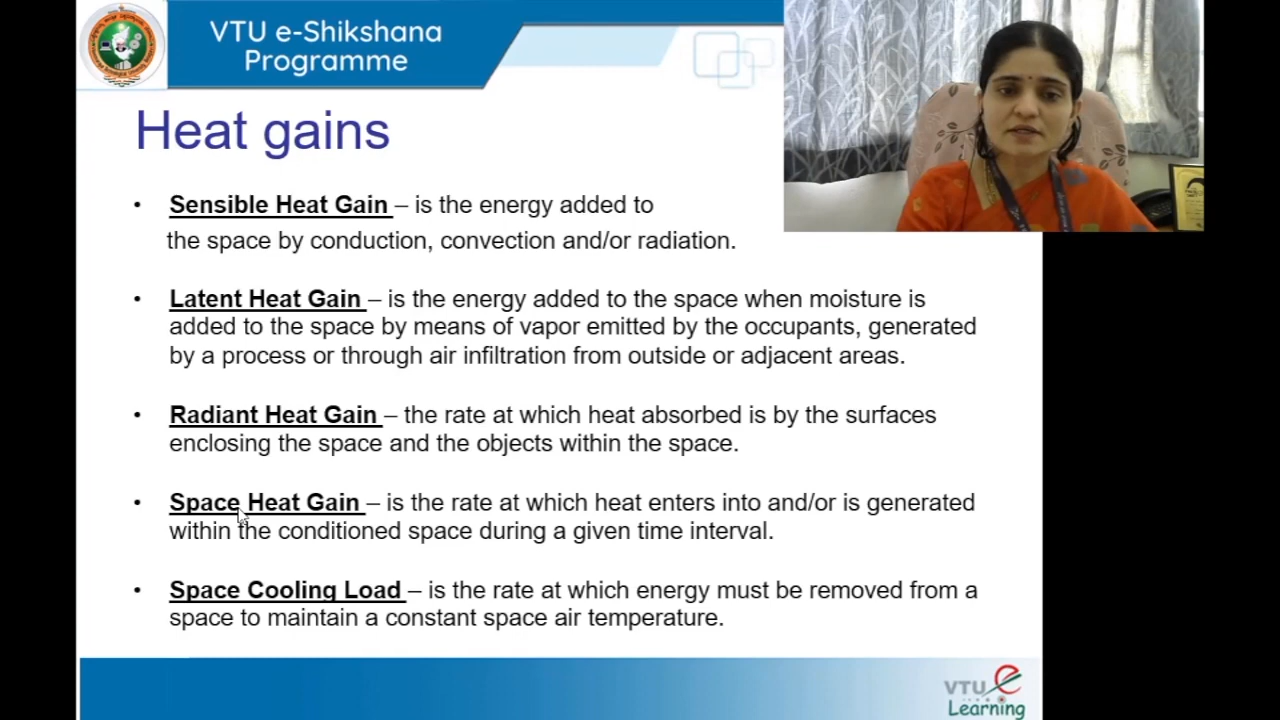 VTU e-Shikshana
Programme
Heat gains
• Sensible Heat Gain – is the energy added to
the space by conduction, convection and/or radiation.
• Latent Heat Gain – is the energy added to the space when moisture is
added to the space by means of vapor emitted by the occupants, generated
by a process or through air infiltration from outside or adjacent areas.
• Radiant Heat Gain – the rate at which heat absorbed is by the surfaces
enclosing the space and the objects within the space.
• Space Heat Gain – is the rate at which heat enters into and/or is generated
within the conditioned space during a given time interval.
• Space Cooling Load – is the rate at which energy must be removed from a
space to maintain a constant space air temperature.
VTU e
Learning